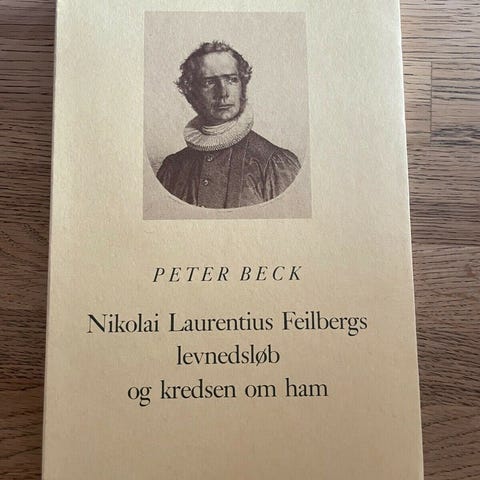 PETER BECK
Nikolai Laurentius Feilbergs
levnedsløb
og kredsen om ham